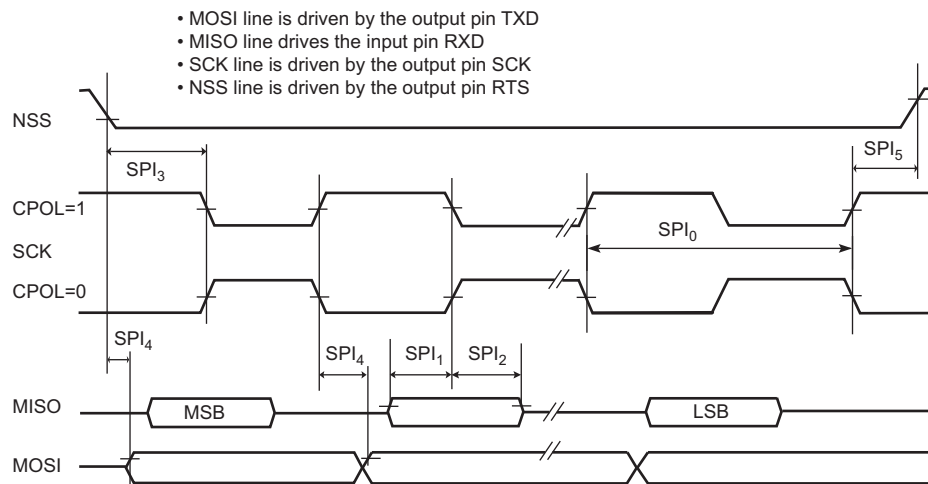 • MOSI line is driven by the output pin TXD
• MISO line drives the input pin RXD
• SCK line is driven by the output pin SCK
• NSS line is driven by the output pin RTS
NSS
SPI3
SPI5
CPOL=1
SPI0
SCK
CPOL=0
SPI4
SPI4
SPI1
SPI2
MISO
MSB
LSB
MOSI